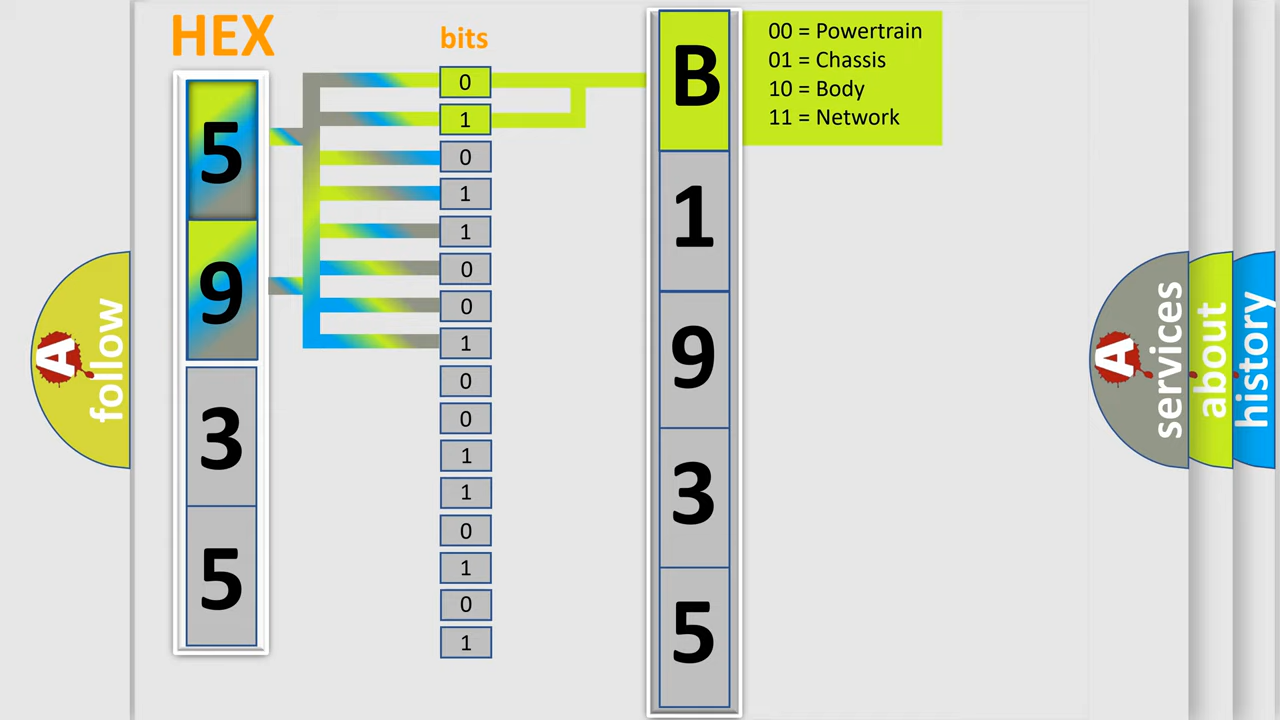 HEX
bits
5
9
3
5
0
1
0
1
1
0
0
1
0
0
1
1
0
1
0
1
B
1
9
3
5
00 = Powertrain
01 = Chassis
10 = Body
11 = Network
A
follow
A
services
about
history